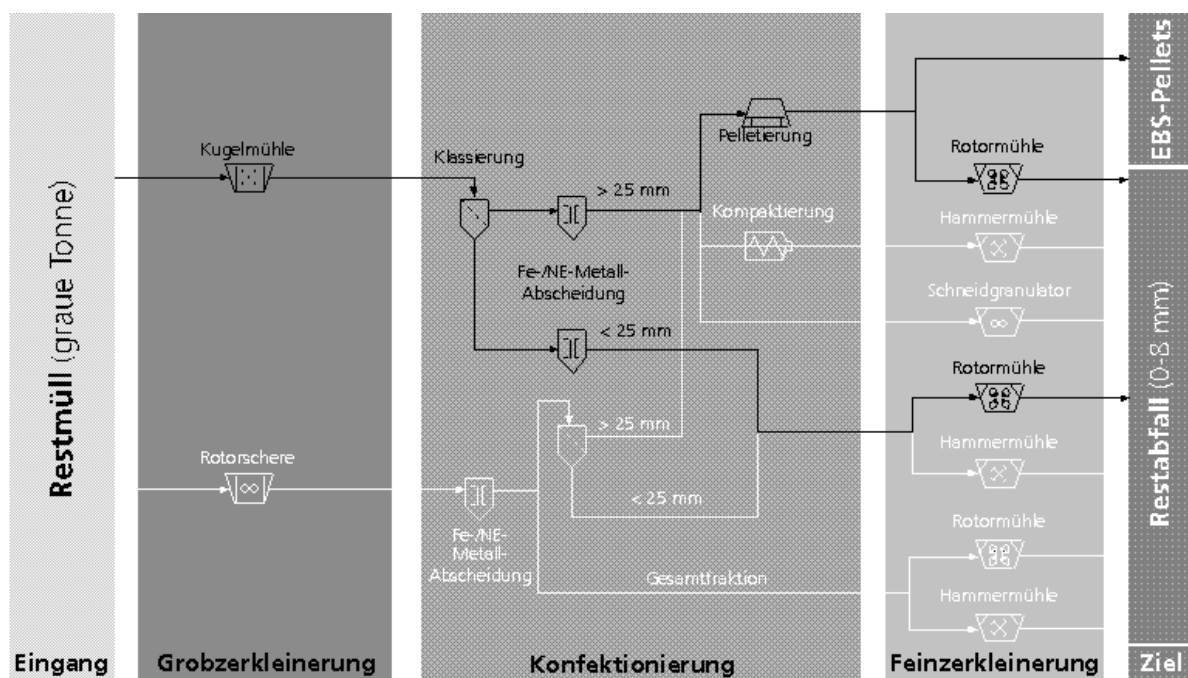 Restmüll (graue Tonne)
Eingang
Kugelmühle
Rotorschere
Grobzerkleinerung
Klassierung
> 25 mm
Pelletierung
Kompaktierung
Fe-/NE-Metall-
Abscheidung
< 25 mm
> 25 mm
< 25 mm
Fe-/NE-
Metall-
Abscheidung
Gesamtfraktion
Konfektionierung
Rotormühle
Hammermühle
Schneidgranulator
Rotormühle
Hammermühle
Rotormühle
Hammermühle
Feinzerkleinerung
EBS-Pellets
Restabfall (0-8 mm)
Ziel